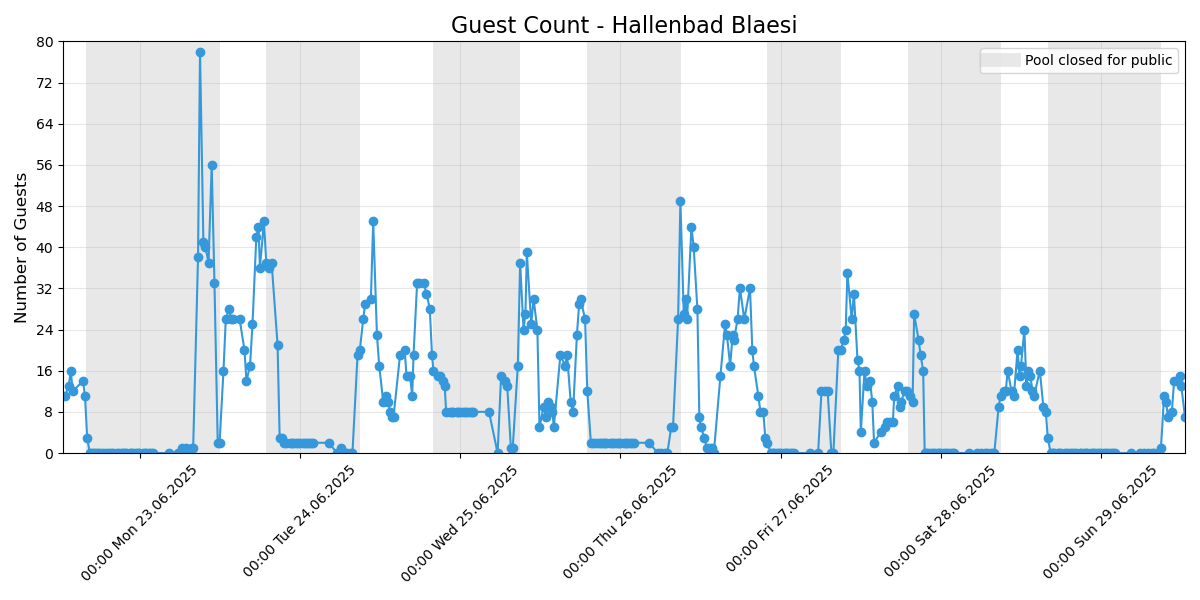 Guest Count - Hallenbad Blaesi
Pool closed for public
Number of Guests
80
72
64
56
48
40
32
24
16
8
0
00:00 Mon 23.06.2025
00:00 Tue 24.06.2025
00:00 Wed 25.06.2025
00:00 Thu 26.06.2025
00:00 Fri 27.06.2025
00:00 Sat 28.06.2025
00:00 Sun 29.06.2025